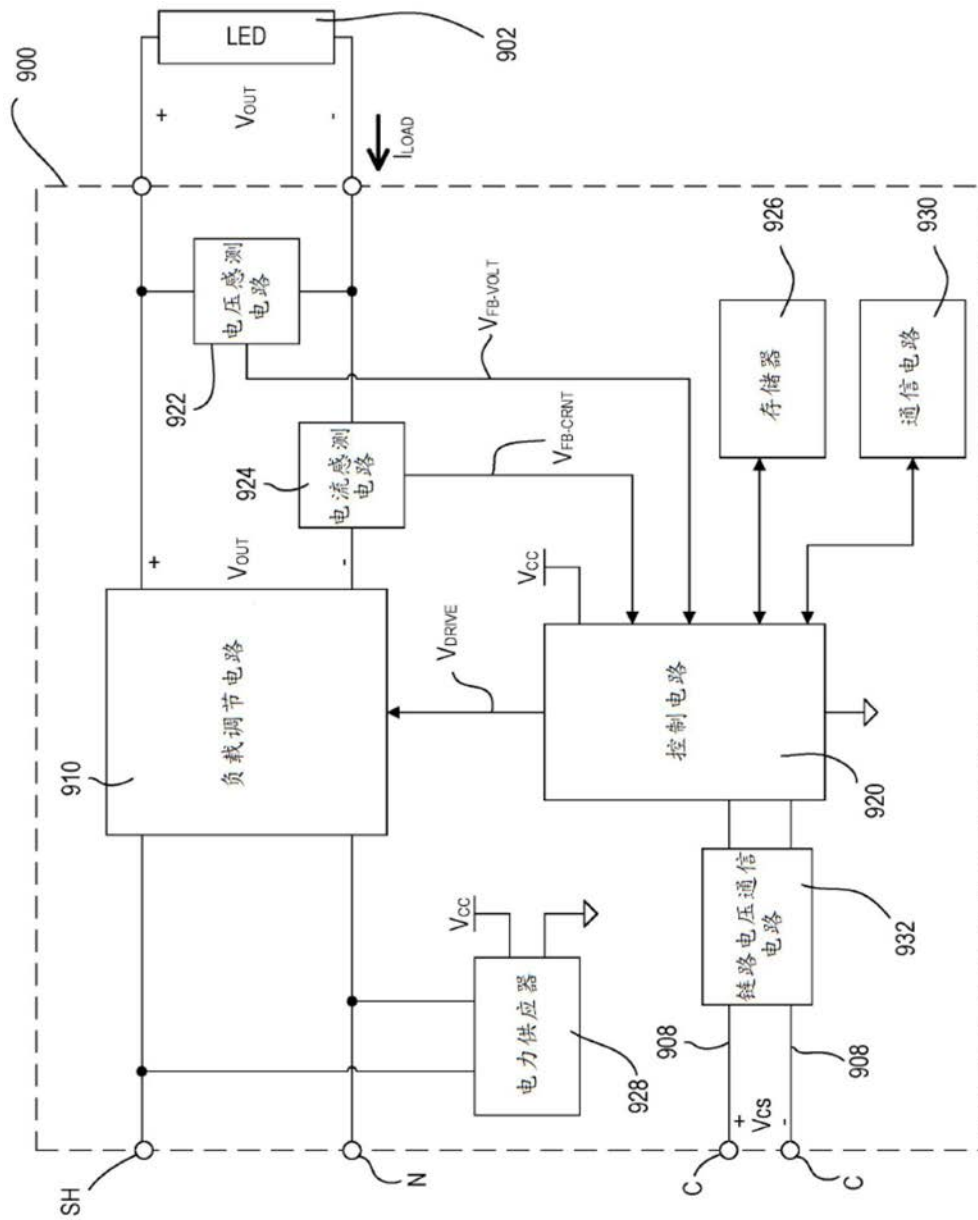 900
LED
902
+
VOUT
-
ILOAD
电压感测
电路
922
电流感测
电路
924
VFB-VOLT
VFB-CRNT
926
存储器
930
通信电路
+
VOUT
-
负载调节电路
910
VDRIVE
VCC
控制电路
920
VCC
电力供应器
928
链路电压通信
电路
932
908
908
SH
N
+
VCS
-
C
C